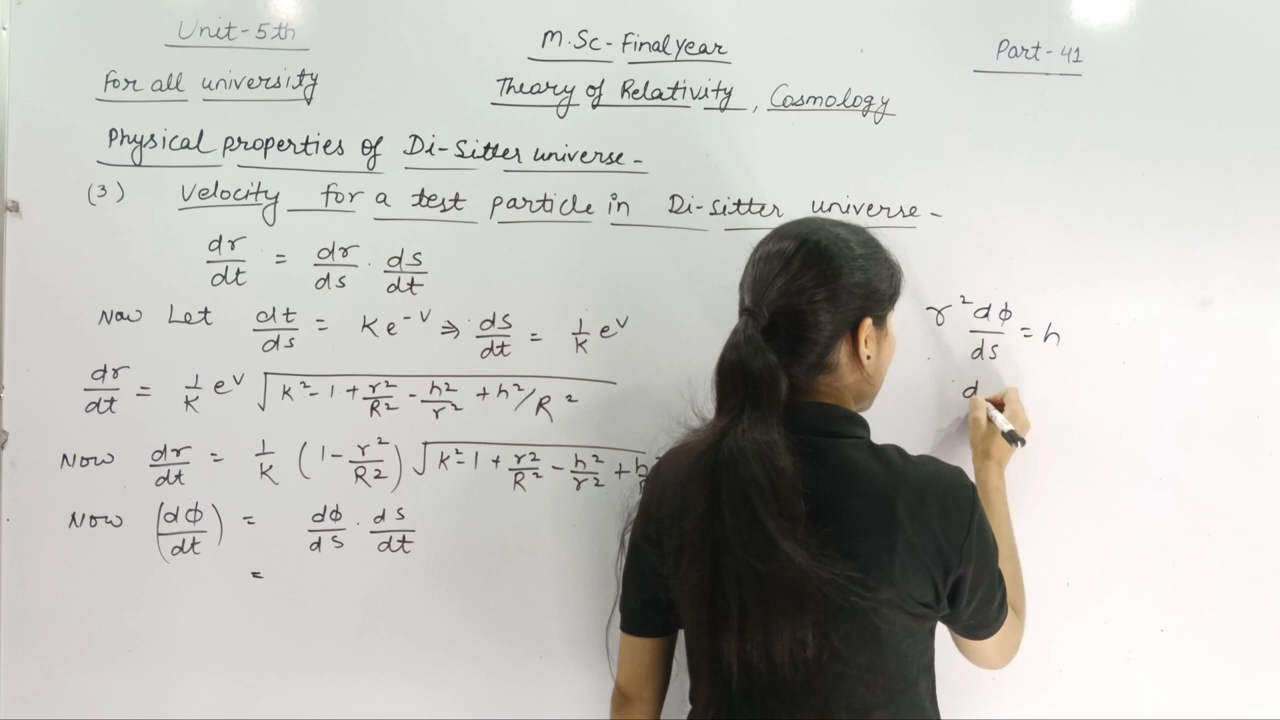 Unit-5th
M.Sc-Final year
Part-41
For all university
Theory of Relativity, Cosmology
Physical properties of Di-Sitter universe-
(3) Velocity for a test particle in Di-sitter universe-
dr/dt = dr/ds . ds/dt
Now Let dt/ds = Ke^-ν ⇒ ds/dt = 1/K e^ν
dr/dt = 1/K e^ν √(K² - 1 + r²/R² - h²/r² + h²/R²)
Now dr/dt = 1/K (1 - r²/R²) √(K² - 1 + r²/R² - h²/r² + h
Now (dφ/dt) = dφ/ds . ds/dt
=
r² dφ/ds = h
d